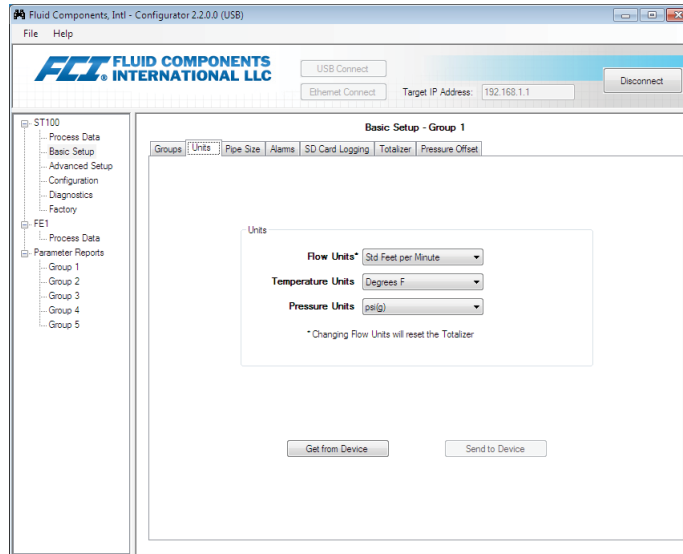 Fluid Components, Intl - Configurator 2.2.0.0 (USB)
File Help
FCI® FLUID COMPONENTS
INTERNATIONAL LLC
USB Connect
Ethernet Connect Target IP Address: 192.168.1.1
Disconnect
ST100
Process Data
Basic Setup
Advanced Setup
Configuration
Diagnostics
Factory
FE1
Process Data
Parameter Reports
Group 1
Group 2
Group 3
Group 4
Group 5
Basic Setup - Group 1
Groups Units Pipe Size Alarms SD Card Logging Totalizer Pressure Offset
Units
Flow Units* Std Feet per Minute
Temperature Units Degrees F
Pressure Units psi(g)
* Changing Flow Units will reset the Totalizer
Get from Device Send to Device